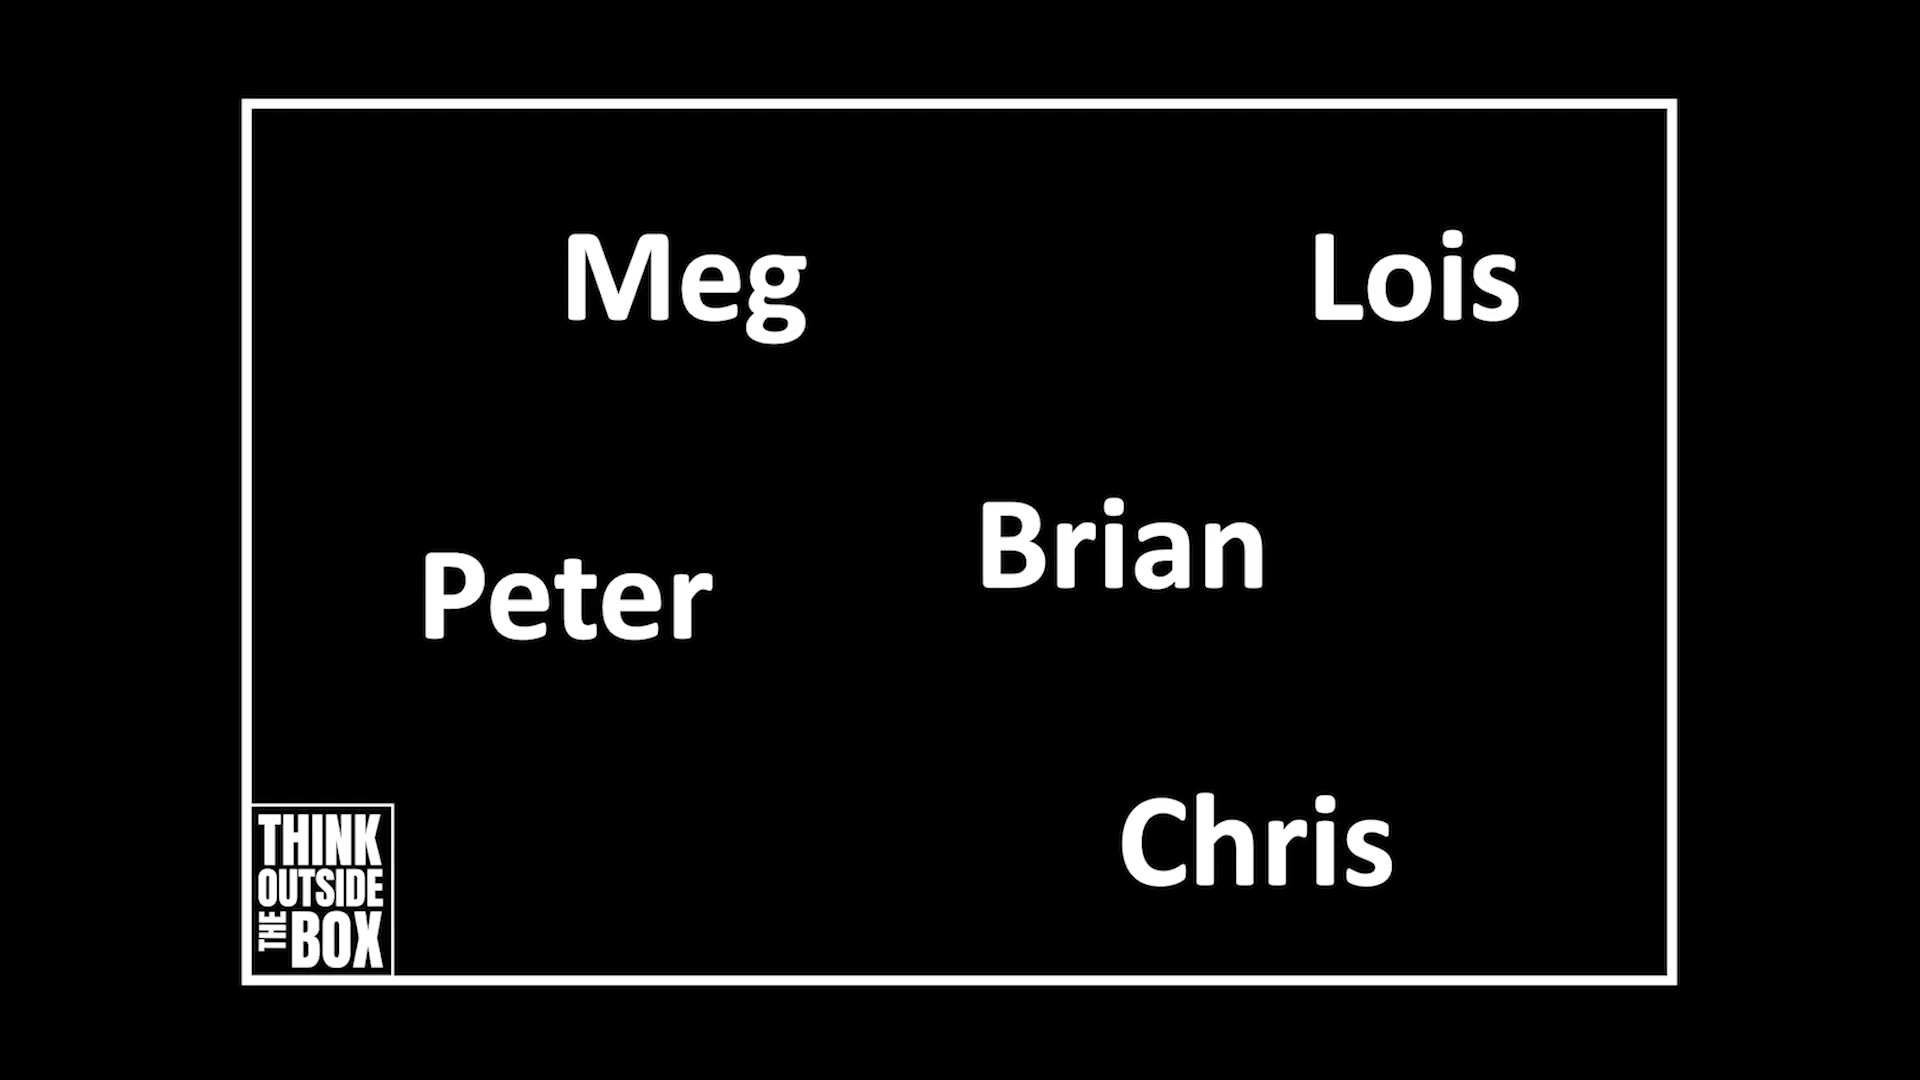 Meg
Lois
Brian
Peter
Chris
THINK
OUTSIDE
THE BOX